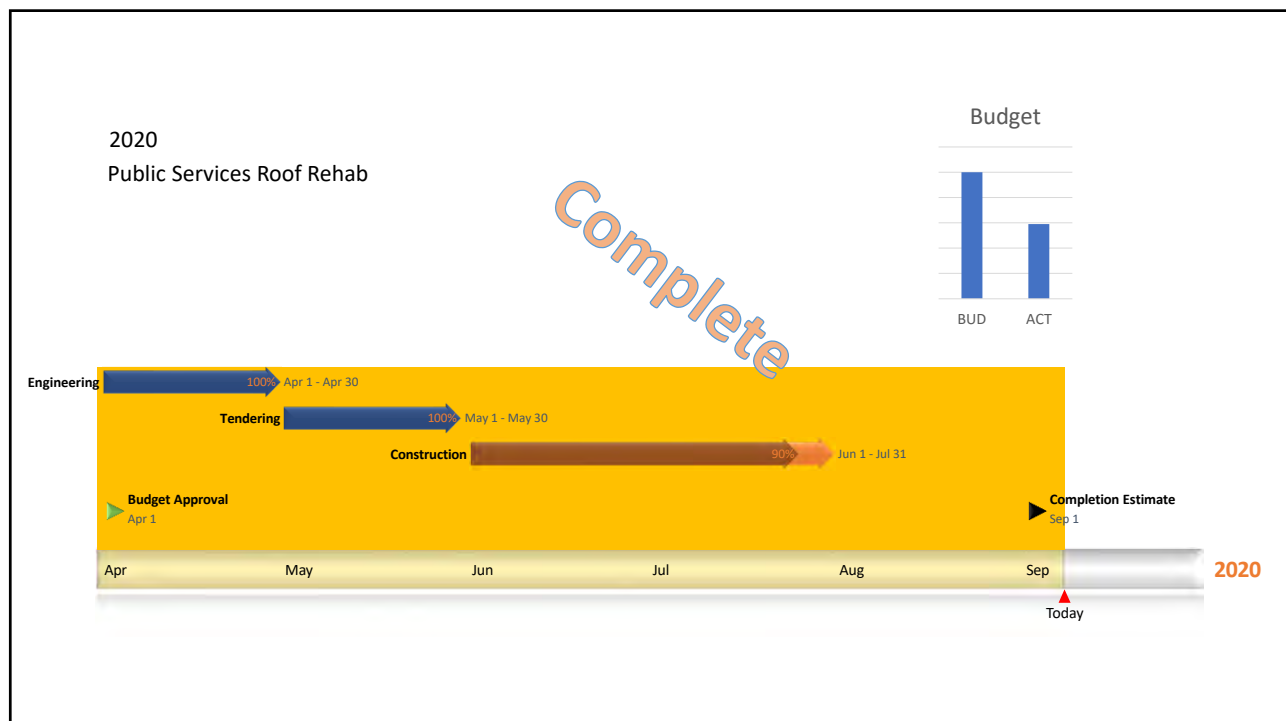 2020
Public Services Roof Rehab
Complete
Budget
BUD ACT
Engineering 100% Apr 1 - Apr 30
Tendering 100% May 1 - May 30
Construction 90% Jun 1 - Jul 31
Budget Approval
Apr 1
Completion Estimate
Sep 1
Apr May Jun Jul Aug Sep 2020
Today